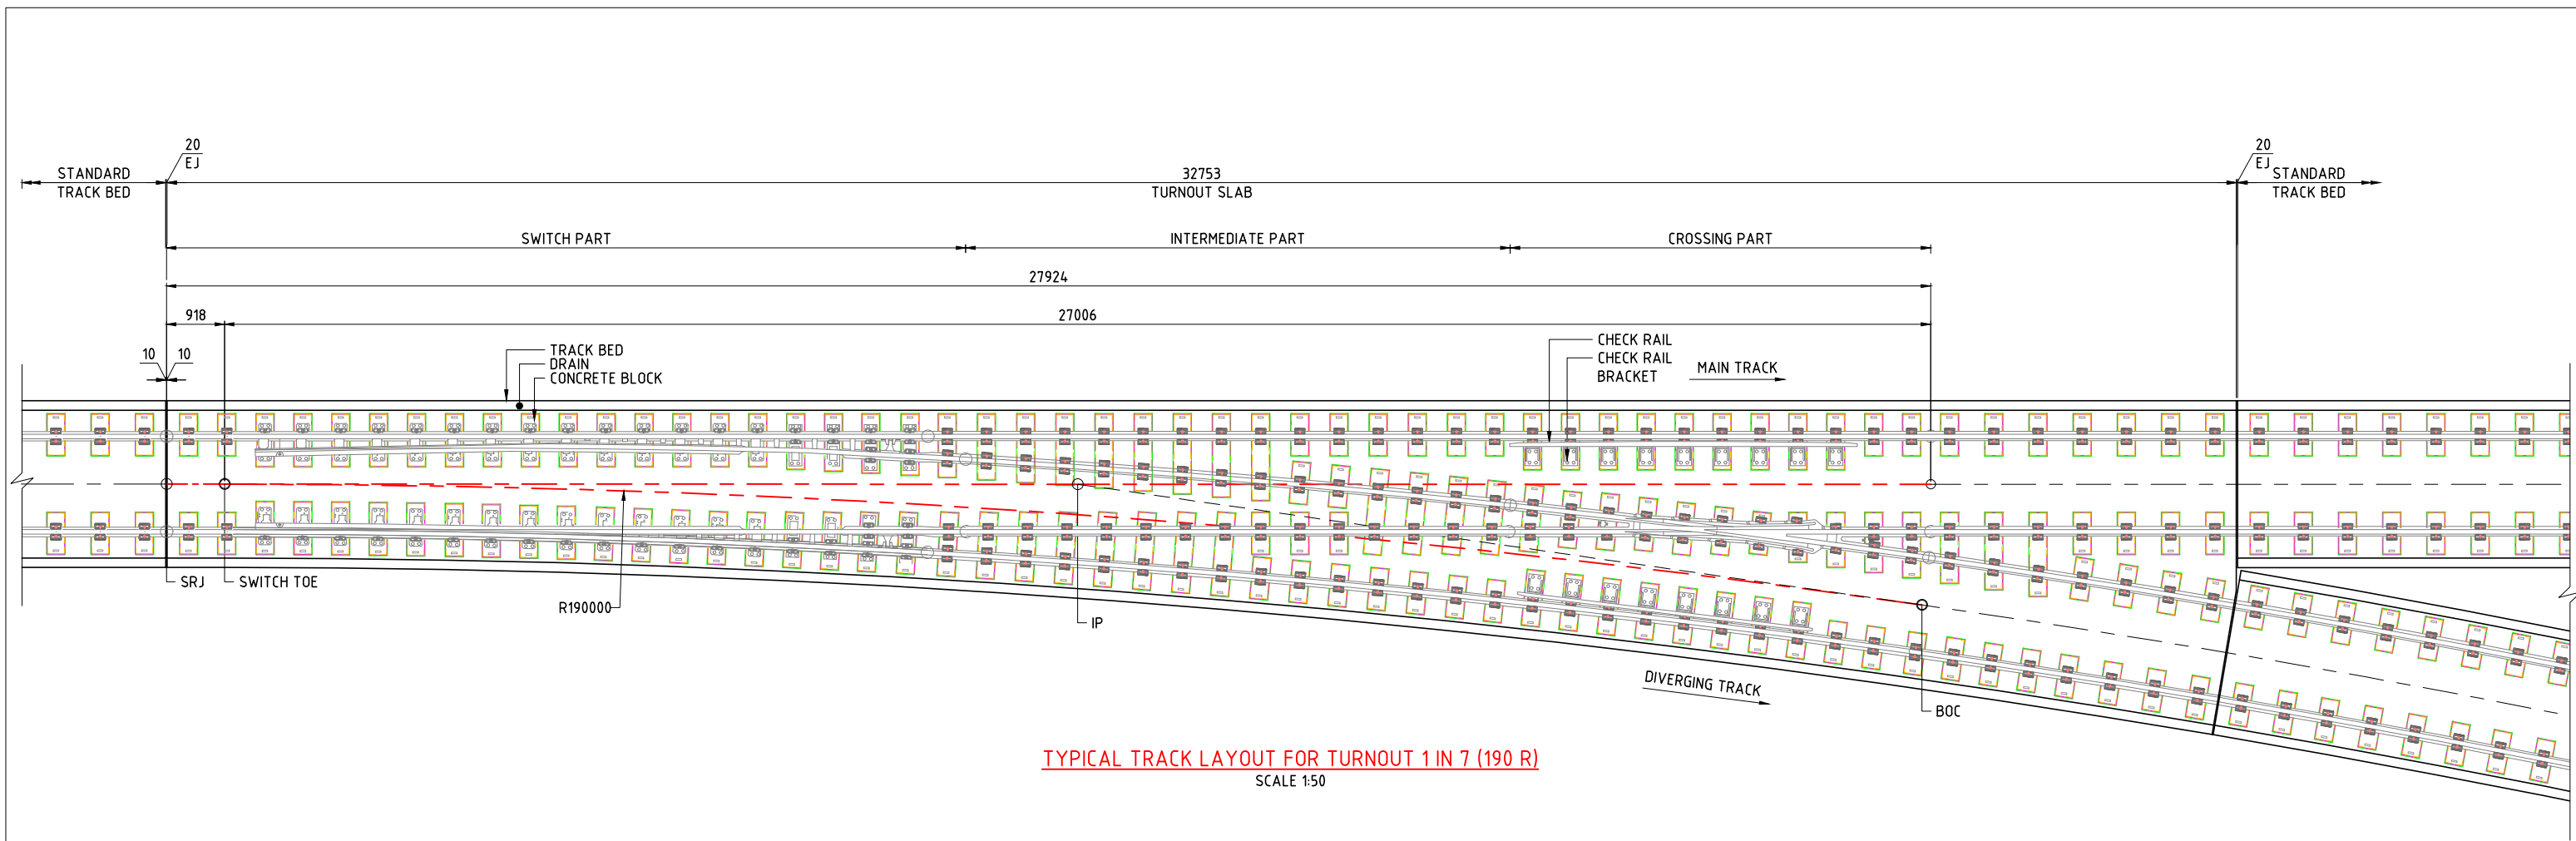 20
EJ
STANDARD
TRACK BED
32753
TURNOUT SLAB
20
EJ
STANDARD
TRACK BED
SWITCH PART
INTERMEDIATE PART
CROSSING PART
27924
918
27006
10
10
TRACK BED
DRAIN
CONCRETE BLOCK
CHECK RAIL
CHECK RAIL
BRACKET
MAIN TRACK
SRJ
SWITCH TOE
R190000
IP
DIVERGING TRACK
BOC
TYPICAL TRACK LAYOUT FOR TURNOUT 1 IN 7 (190 R)
SCALE 1:50